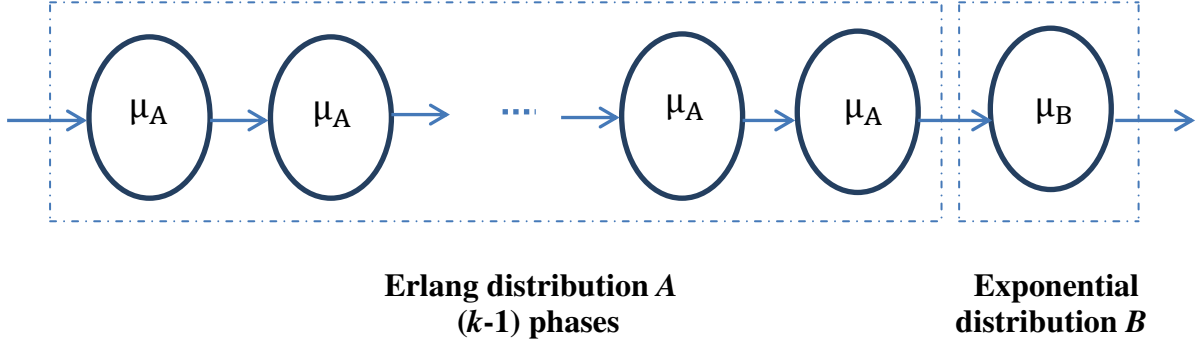 μA μA μA μA μB
Erlang distribution A
(k-1) phases
Exponential
distribution B